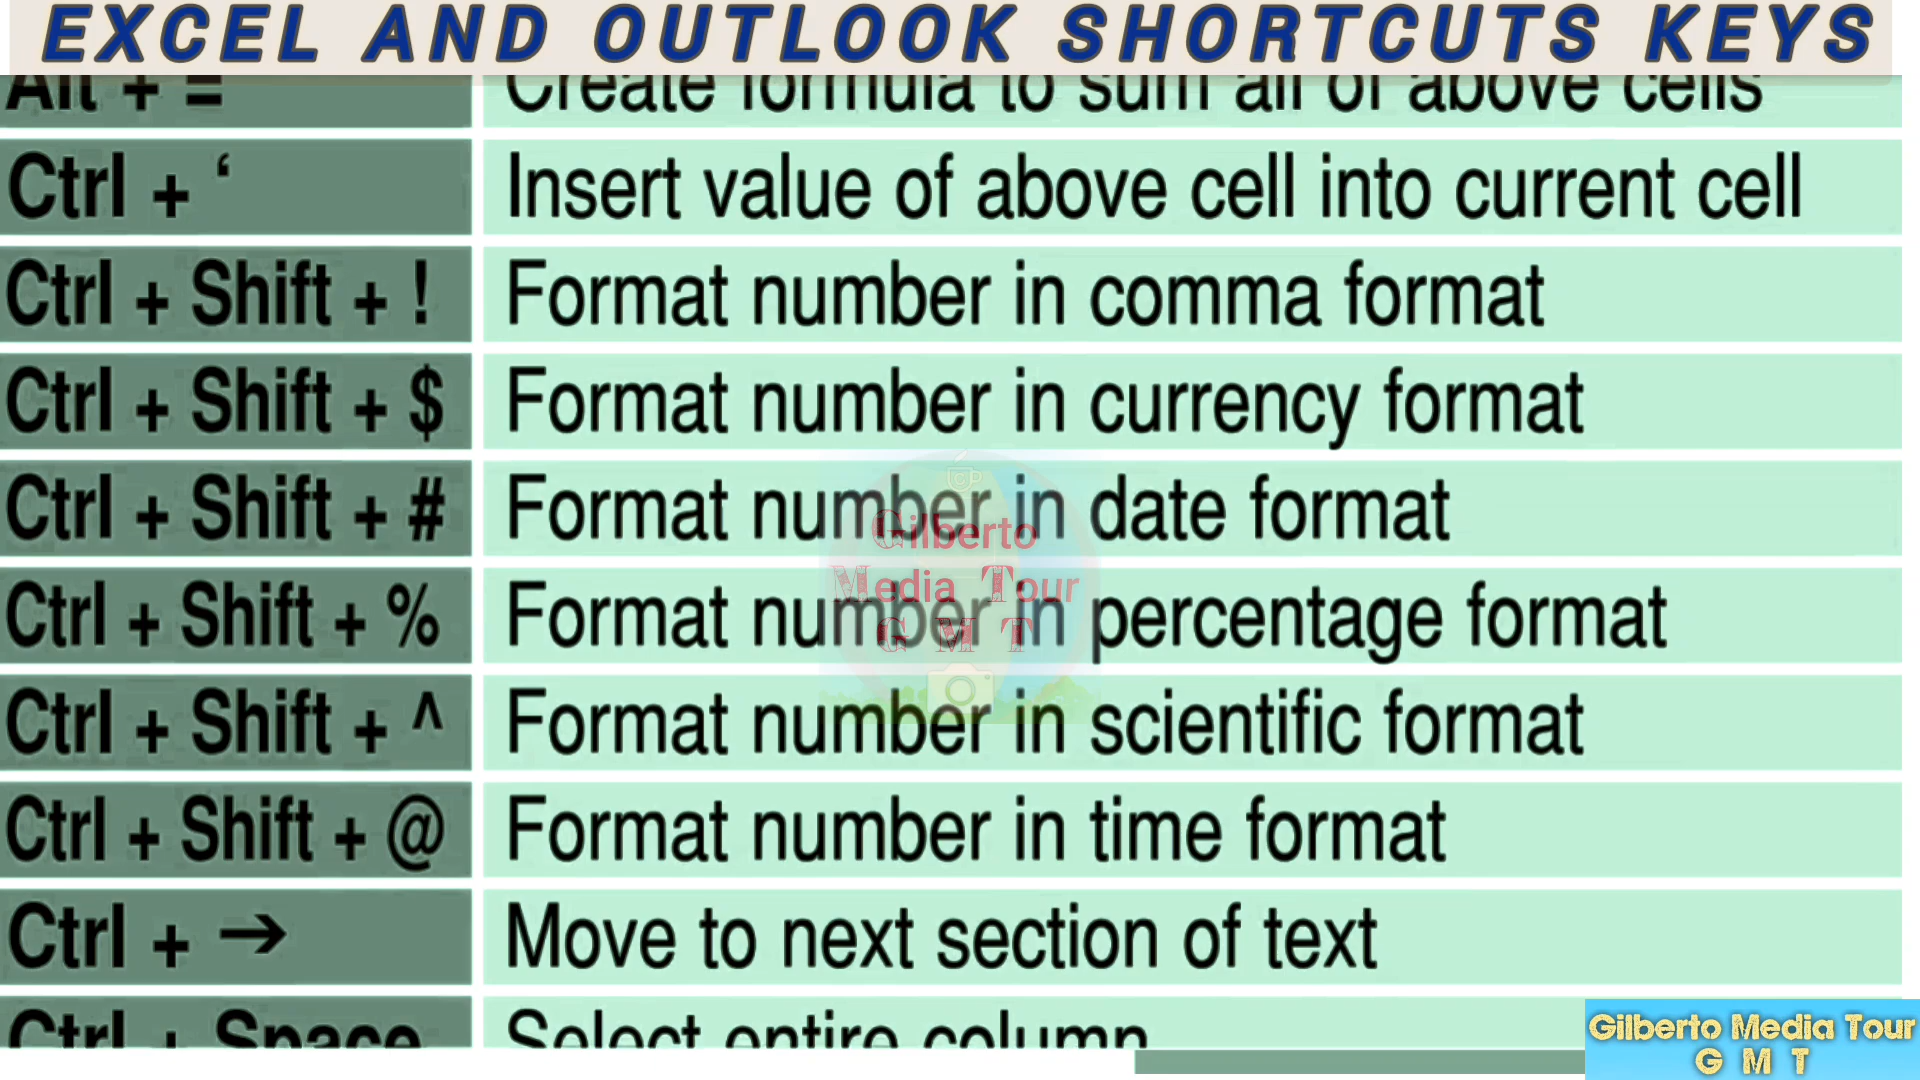 EXCEL AND OUTLOOK SHORTCUTS KEYS
Alt + = Create formula to sum all of above cells
Ctrl + ‘ Insert value of above cell into current cell
Ctrl + Shift + ! Format number in comma format
Ctrl + Shift + $ Format number in currency format
Ctrl + Shift + # Format number in date format
Gilberto
Media Tour
Ctrl + Shift + % Format number in percentage format
G M T
Ctrl + Shift + ^ Format number in scientific format
Ctrl + Shift + @ Format number in time format
Ctrl + → Move to next section of text
Ctrl + Space Select entire column
Gilberto Media Tour
G M T